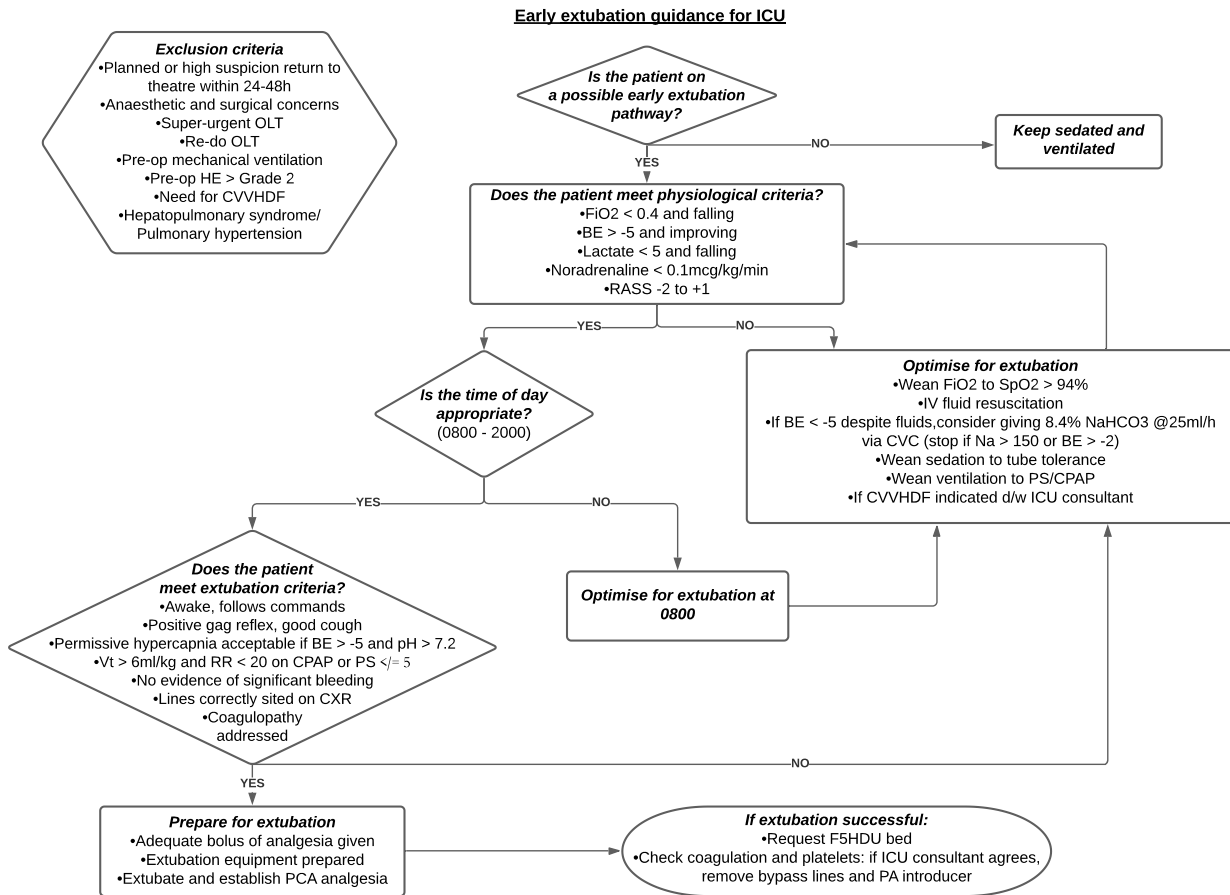 Early extubation guidance for ICU
Exclusion criteria
•Planned or high suspicion return to
theatre within 24-48h
•Anaesthetic and surgical concerns
•Super-urgent OLT
•Re-do OLT
•Pre-op mechanical ventilation
•Pre-op HE > Grade 2
•Need for CVVHDF
•Hepatopulmonary syndrome/
Pulmonary hypertension
Is the patient on
a possible early extubation
pathway?
NO
Keep sedated and
ventilated
YES
Does the patient meet physiological criteria?
•FiO2 < 0.4 and falling
•BE > -5 and improving
•Lactate < 5 and falling
•Noradrenaline < 0.1mcg/kg/min
•RASS -2 to +1
YES
NO
Is the time of day
appropriate?
(0800 - 2000)
Optimise for extubation
•Wean FiO2 to SpO2 > 94%
•IV fluid resuscitation
•If BE < -5 despite fluids,consider giving 8.4% NaHCO3 @25ml/h
via CVC (stop if Na > 150 or BE > -2)
•Wean sedation to tube tolerance
•Wean ventilation to PS/CPAP
•If CVVHDF indicated d/w ICU consultant
YES
NO
Optimise for extubation at
0800
Does the patient
meet extubation criteria?
•Awake, follows commands
•Positive gag reflex, good cough
•Permissive hypercapnia acceptable if BE > -5 and pH > 7.2
•Vt > 6ml/kg and RR < 20 on CPAP or PS </= 5
•No evidence of significant bleeding
•Lines correctly sited on CXR
•Coagulopathy
addressed
NO
YES
Prepare for extubation
•Adequate bolus of analgesia given
•Extubation equipment prepared
•Extubate and establish PCA analgesia
If extubation successful:
•Request F5HDU bed
•Check coagulation and platelets: if ICU consultant agrees,
remove bypass lines and PA introducer